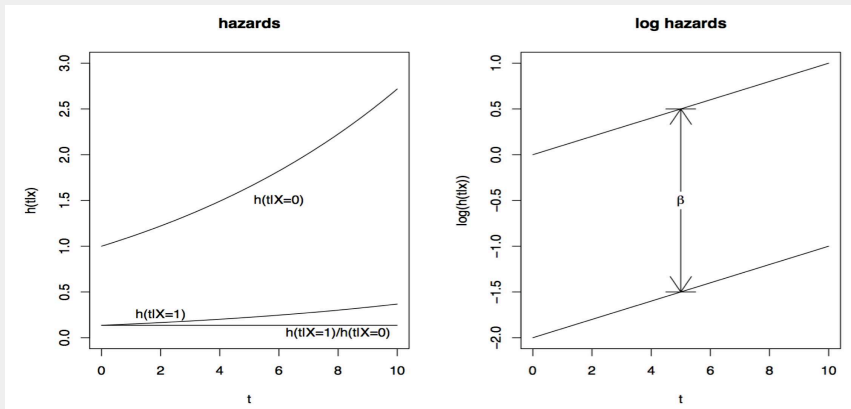 hazards
h(t|x)
3.0
2.5
2.0
1.5
1.0
0.5
0.0
h(t|X=0)
h(t|X=1)
h(t|X=1)/h(t|X=0)
0 2 4 6 8 10
t
log hazards
log(h(t|x))
1.0
0.5
0.0
−0.5
−1.0
−1.5
−2.0
β
0 2 4 6 8 10
t